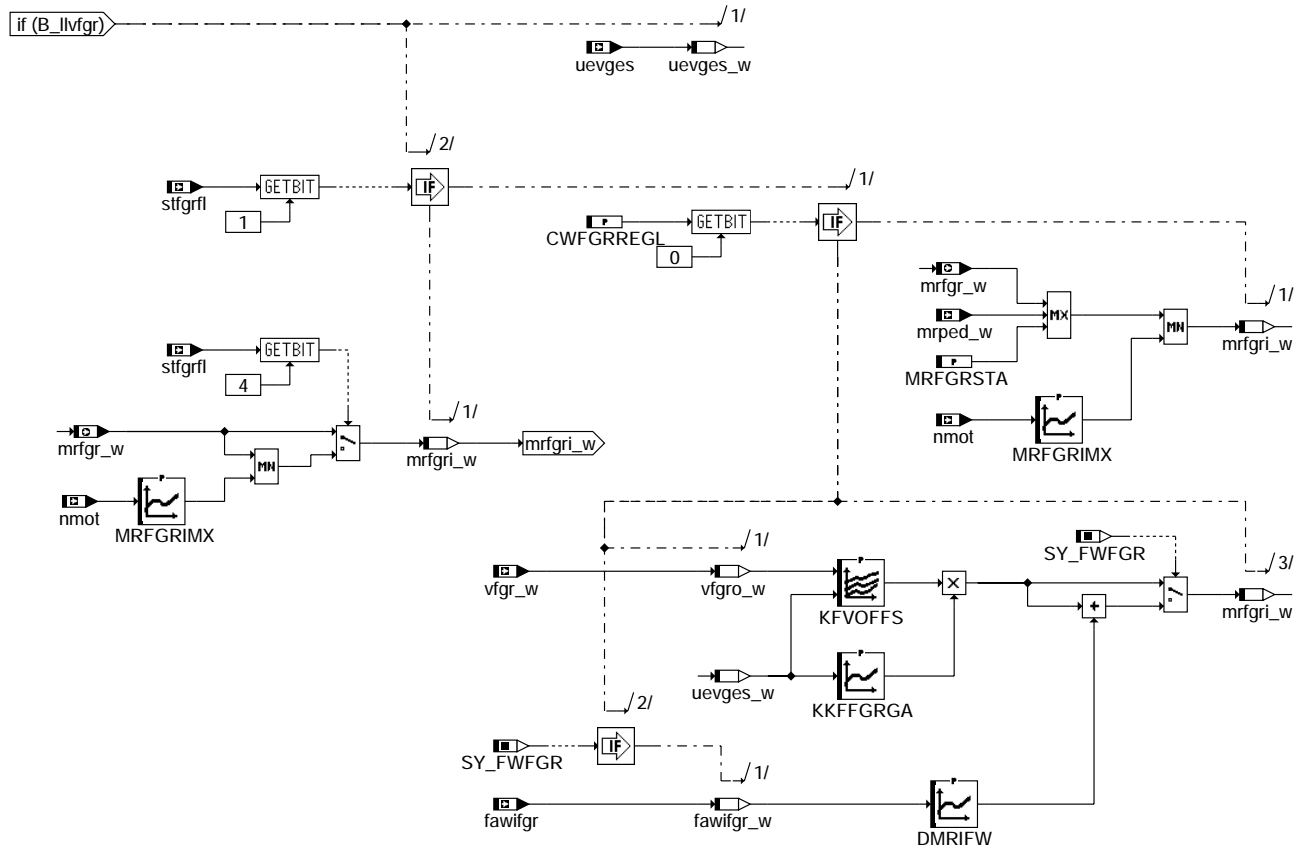 if (B_llvfgr)
/1/
uevges
uevges_w
/2/
stfgrfl
GETBIT
1
IF
/1/
P
CWFGRREGL
GETBIT
0
IF
mrfgr_w
mrped_w
P
MRFGRSTA
MX
/1/
MN
mrfgri_w
nmot
P
MRFGRIMX
stfgrfl
GETBIT
4
/1/
mrfgr_w
MN
mrfgri_w
mrfgri_w
nmot
P
MRFGRIMX
/1/
vfgr_w
vfgro_w
P
KFVOFFS
×
SY_FWFGR
/3/
+
mrfgri_w
uevges_w
P
KKFFGRGA
/2/
SY_FWFGR
IF
/1/
fawifgr
fawifgr_w
P
DMRIFW